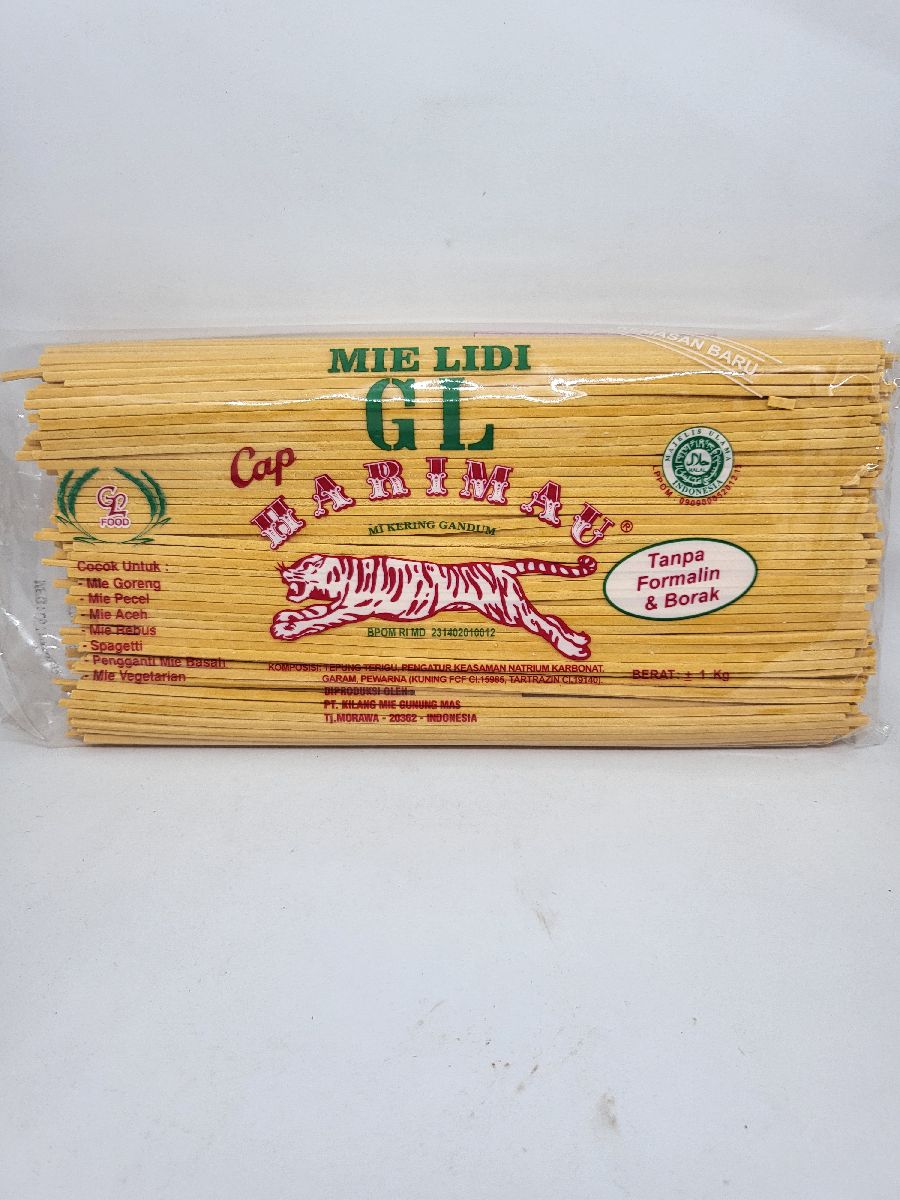 KEMASAN BARU
MIE LIDI
GL
Cap
HARIMAU®
MI KERING GANDUM
MAJELIS ULAMA
HALAL
INDONESIA
GL
FOOD
Tanpa
Formalin
& Borak
Cocok Untuk :
- Mie Goreng
- Mie Pecel
- Mie Aceh
- Mie Rebus
- Spagetti
- Pengganti Mie Basah
- Mie Vegetarian
BPOM RI MD 231402010012
KOMPOSISI: TEPUNG TERIGU, PENGATUR KEASAMAN NATRIUM KARBONAT,
GARAM, PEWARNA (KUNING FCF CI.15985, TARTRAZIN CI.19140).
BERAT : ± 1 Kg
DIPRODUKSI OLEH :
PT. KILANG MIE GUNUNG MAS
Tj.MORAWA - 20362 - INDONESIA